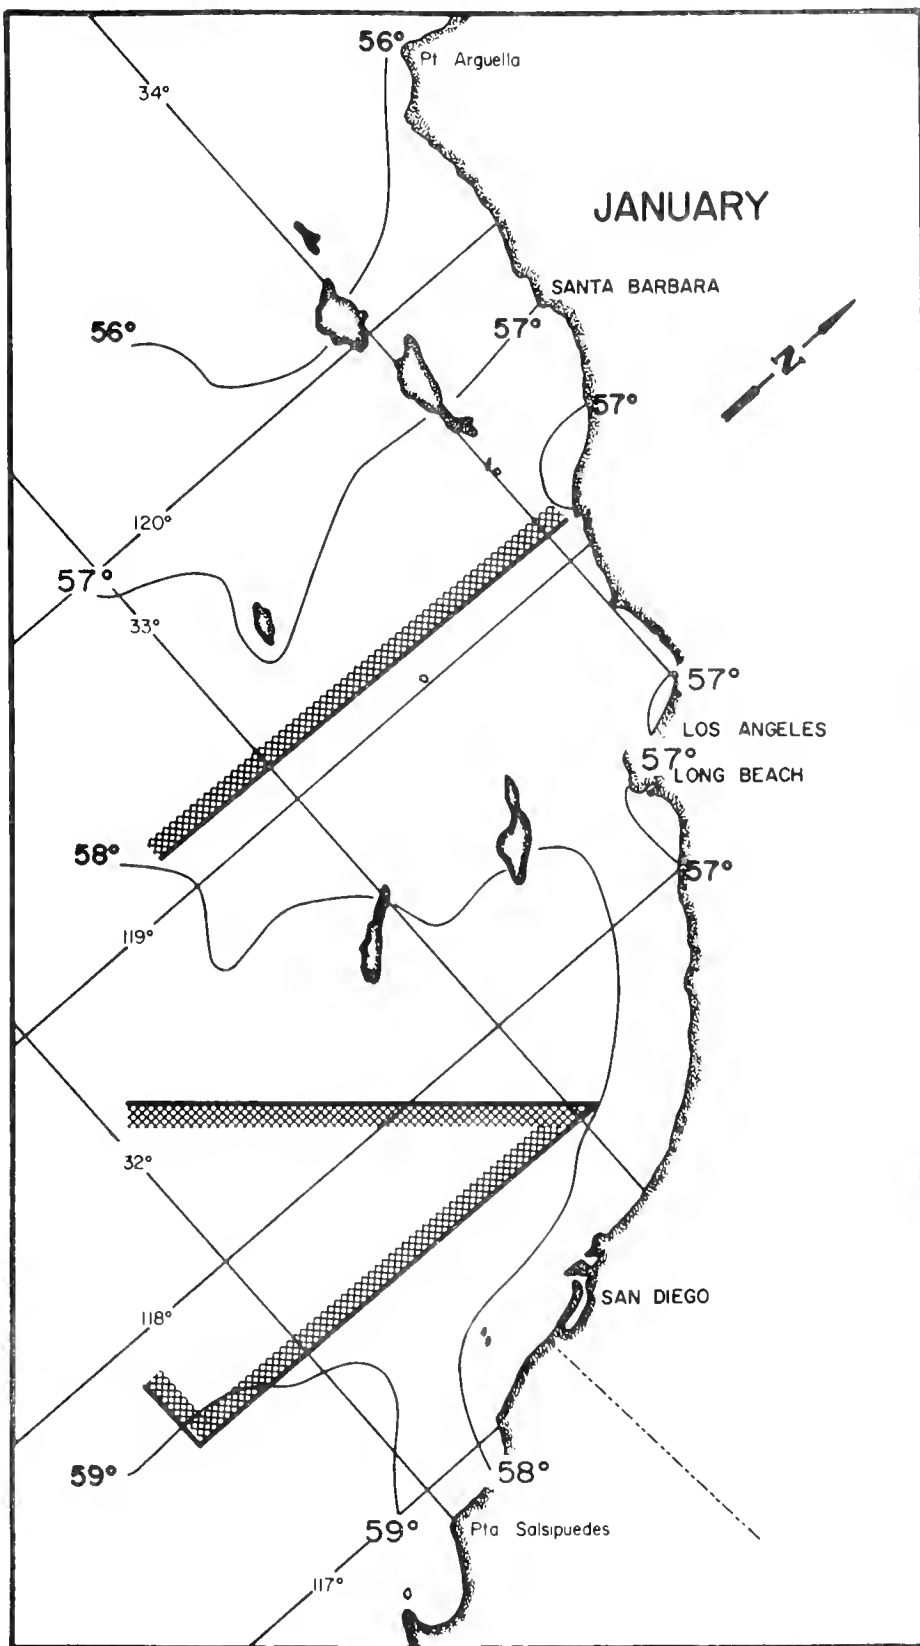 56°
Pt Arguella
34°
JANUARY
SANTA BARBARA
57°
56°
N
57°
120°
57°
33°
57°
LOS ANGELES
57°
LONG BEACH
58°
57°
119°
32°
SAN DIEGO
118°
59°
58°
59°
Pta Salsipuedes
117°